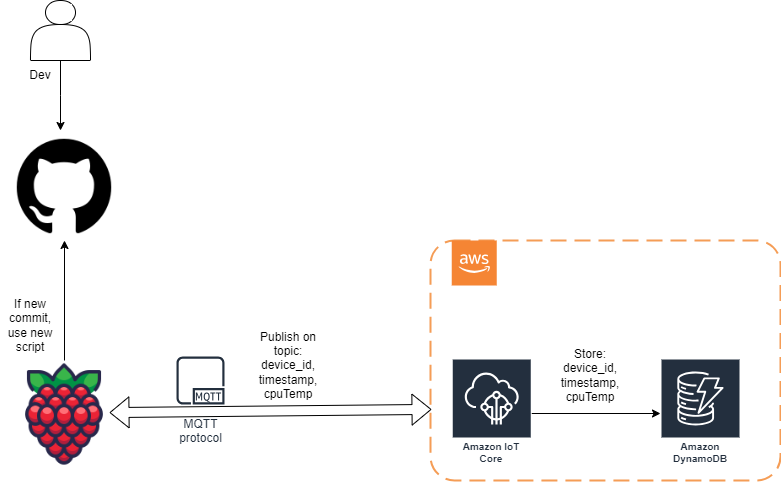 Dev
If new
commit,
use new
script
MQTT
MQTT
protocol
Publish on
topic:
device_id,
timestamp,
cpuTemp
aws
Amazon IoT
Core
Store:
device_id,
timestamp,
cpuTemp
Amazon
DynamoDB